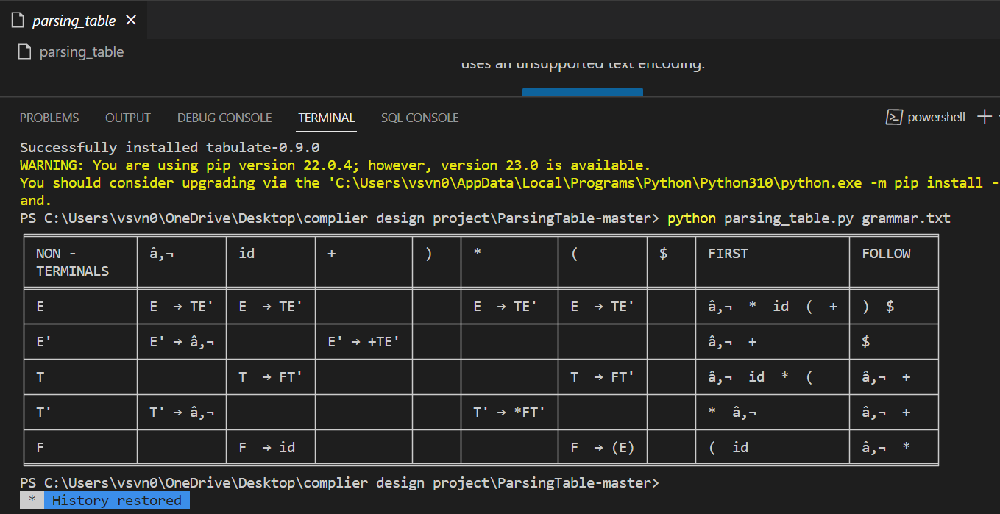 parsing_table
parsing_table
uses an unsupported text encoding.
PROBLEMS OUTPUT DEBUG CONSOLE TERMINAL SQL CONSOLE powershell
Successfully installed tabulate-0.9.0
WARNING: You are using pip version 22.0.4; however, version 23.0 is available.
You should consider upgrading via the 'C:\Users\vsvn0\AppData\Local\Programs\Python\Python310\python.exe -m pip install -
and.
PS C:\Users\vsvn0\OneDrive\Desktop\complier design project\ParsingTable-master> python parsing_table.py grammar.txt
NON - â‚¬ id + ) * ( $ FIRST FOLLOW
TERMINALS
E E → TE' E → TE' E → TE' E → TE' â‚¬ * id ( + ) $
E' E' → â‚¬ E' → +TE' â‚¬ + $
T T → FT' T → FT' â‚¬ id * ( â‚¬ +
T' T' → â‚¬ T' → *FT' * â‚¬ â‚¬ +
F F → id F → (E) ( id â‚¬ *
PS C:\Users\vsvn0\OneDrive\Desktop\complier design project\ParsingTable-master>
* History restored